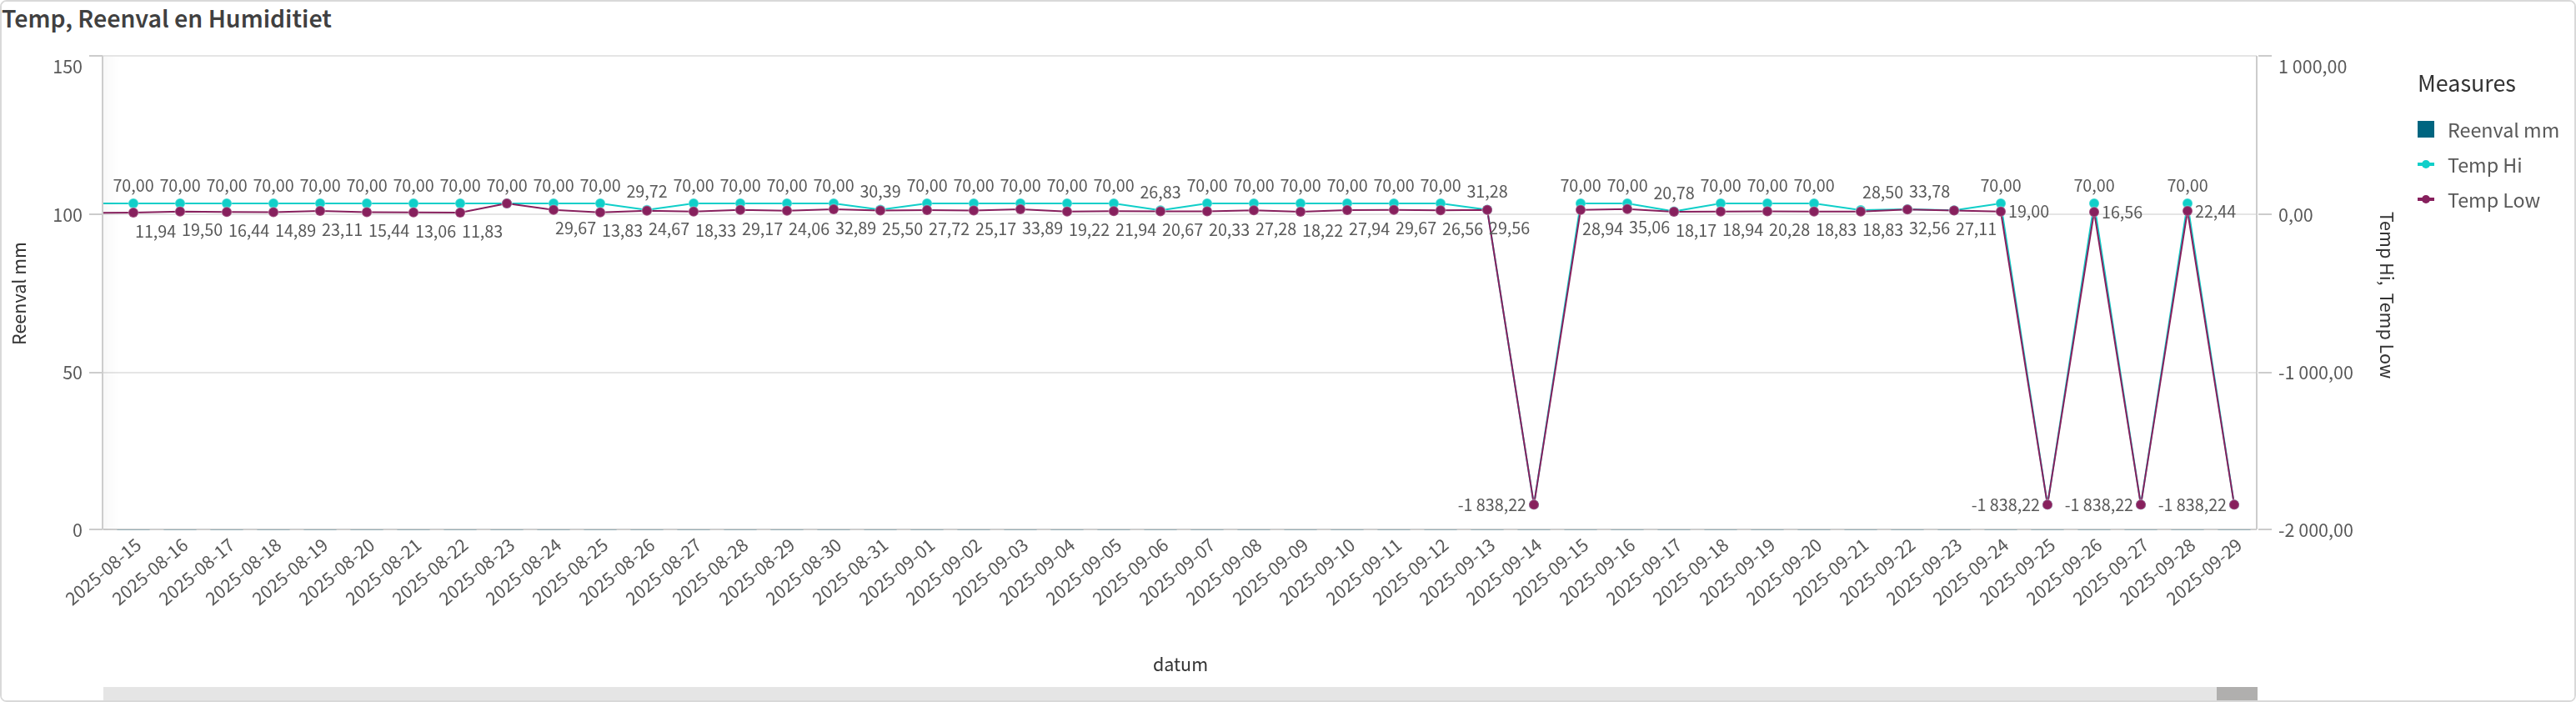 Temp, Reenval en Humiditiet
150
100
50
0
Reenval mm
1 000,00
0,00
-1 000,00
-2 000,00
Temp Hi, Temp Low
Measures
Reenval mm
Temp Hi
Temp Low
70,00 70,00 70,00 70,00 70,00 70,00 70,00 70,00 70,00 70,00 70,00 29,72 70,00 70,00 70,00 70,00 30,39 70,00 70,00 70,00 70,00 70,00 26,83 70,00 70,00 70,00 70,00 70,00 70,00 31,28 70,00 70,00 20,78 70,00 70,00 70,00 28,50 33,78 70,00 70,00 70,00
11,94 19,50 16,44 14,89 23,11 15,44 13,06 11,83 29,67 13,83 24,67 18,33 29,17 24,06 32,89 25,50 27,72 25,17 33,89 19,22 21,94 20,67 20,33 27,28 18,22 27,94 29,67 26,56 29,56 28,94 35,06 18,17 18,94 20,28 18,83 18,83 32,56 27,11 19,00 16,56 22,44
-1 838,22 -1 838,22 -1 838,22 -1 838,22
2025-08-15 2025-08-16 2025-08-17 2025-08-18 2025-08-19 2025-08-20 2025-08-21 2025-08-22 2025-08-23 2025-08-24 2025-08-25 2025-08-26 2025-08-27 2025-08-28 2025-08-29 2025-08-30 2025-08-31 2025-09-01 2025-09-02 2025-09-03 2025-09-04 2025-09-05 2025-09-06 2025-09-07 2025-09-08 2025-09-09 2025-09-10 2025-09-11 2025-09-12 2025-09-13 2025-09-14 2025-09-15 2025-09-16 2025-09-17 2025-09-18 2025-09-19 2025-09-20 2025-09-21 2025-09-22 2025-09-23 2025-09-24 2025-09-25 2025-09-26 2025-09-27 2025-09-28 2025-09-29
datum